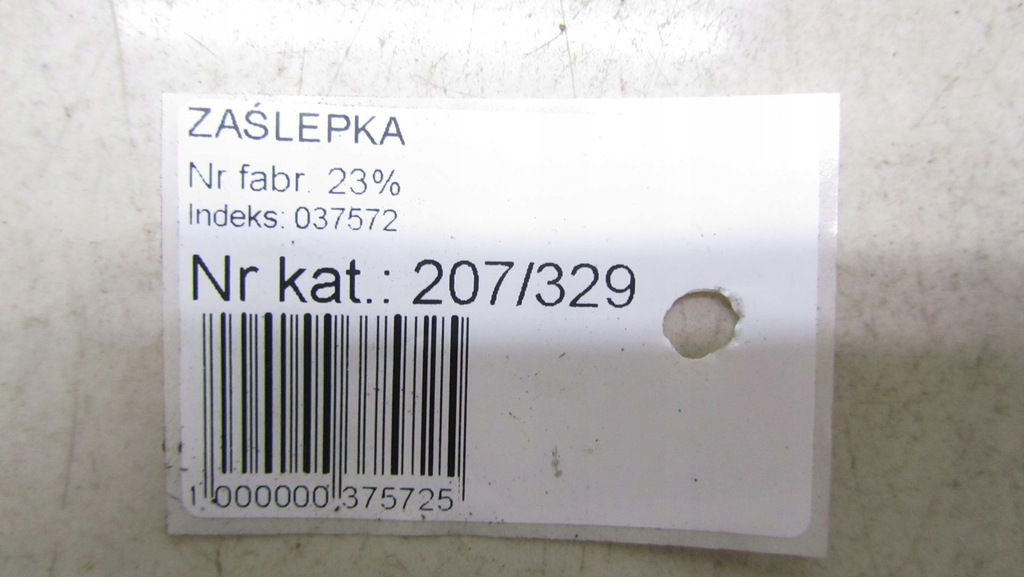 ZAŚLEPKA
Nr fabr. 23%
Indeks: 037572
Nr kat.: 207/329
1 000000 375725